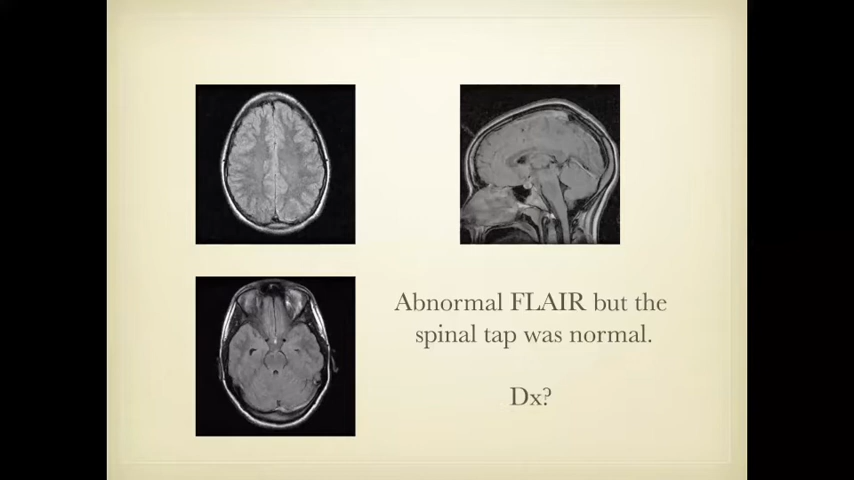 Abnormal FLAIR but the
spinal tap was normal.
Dx?